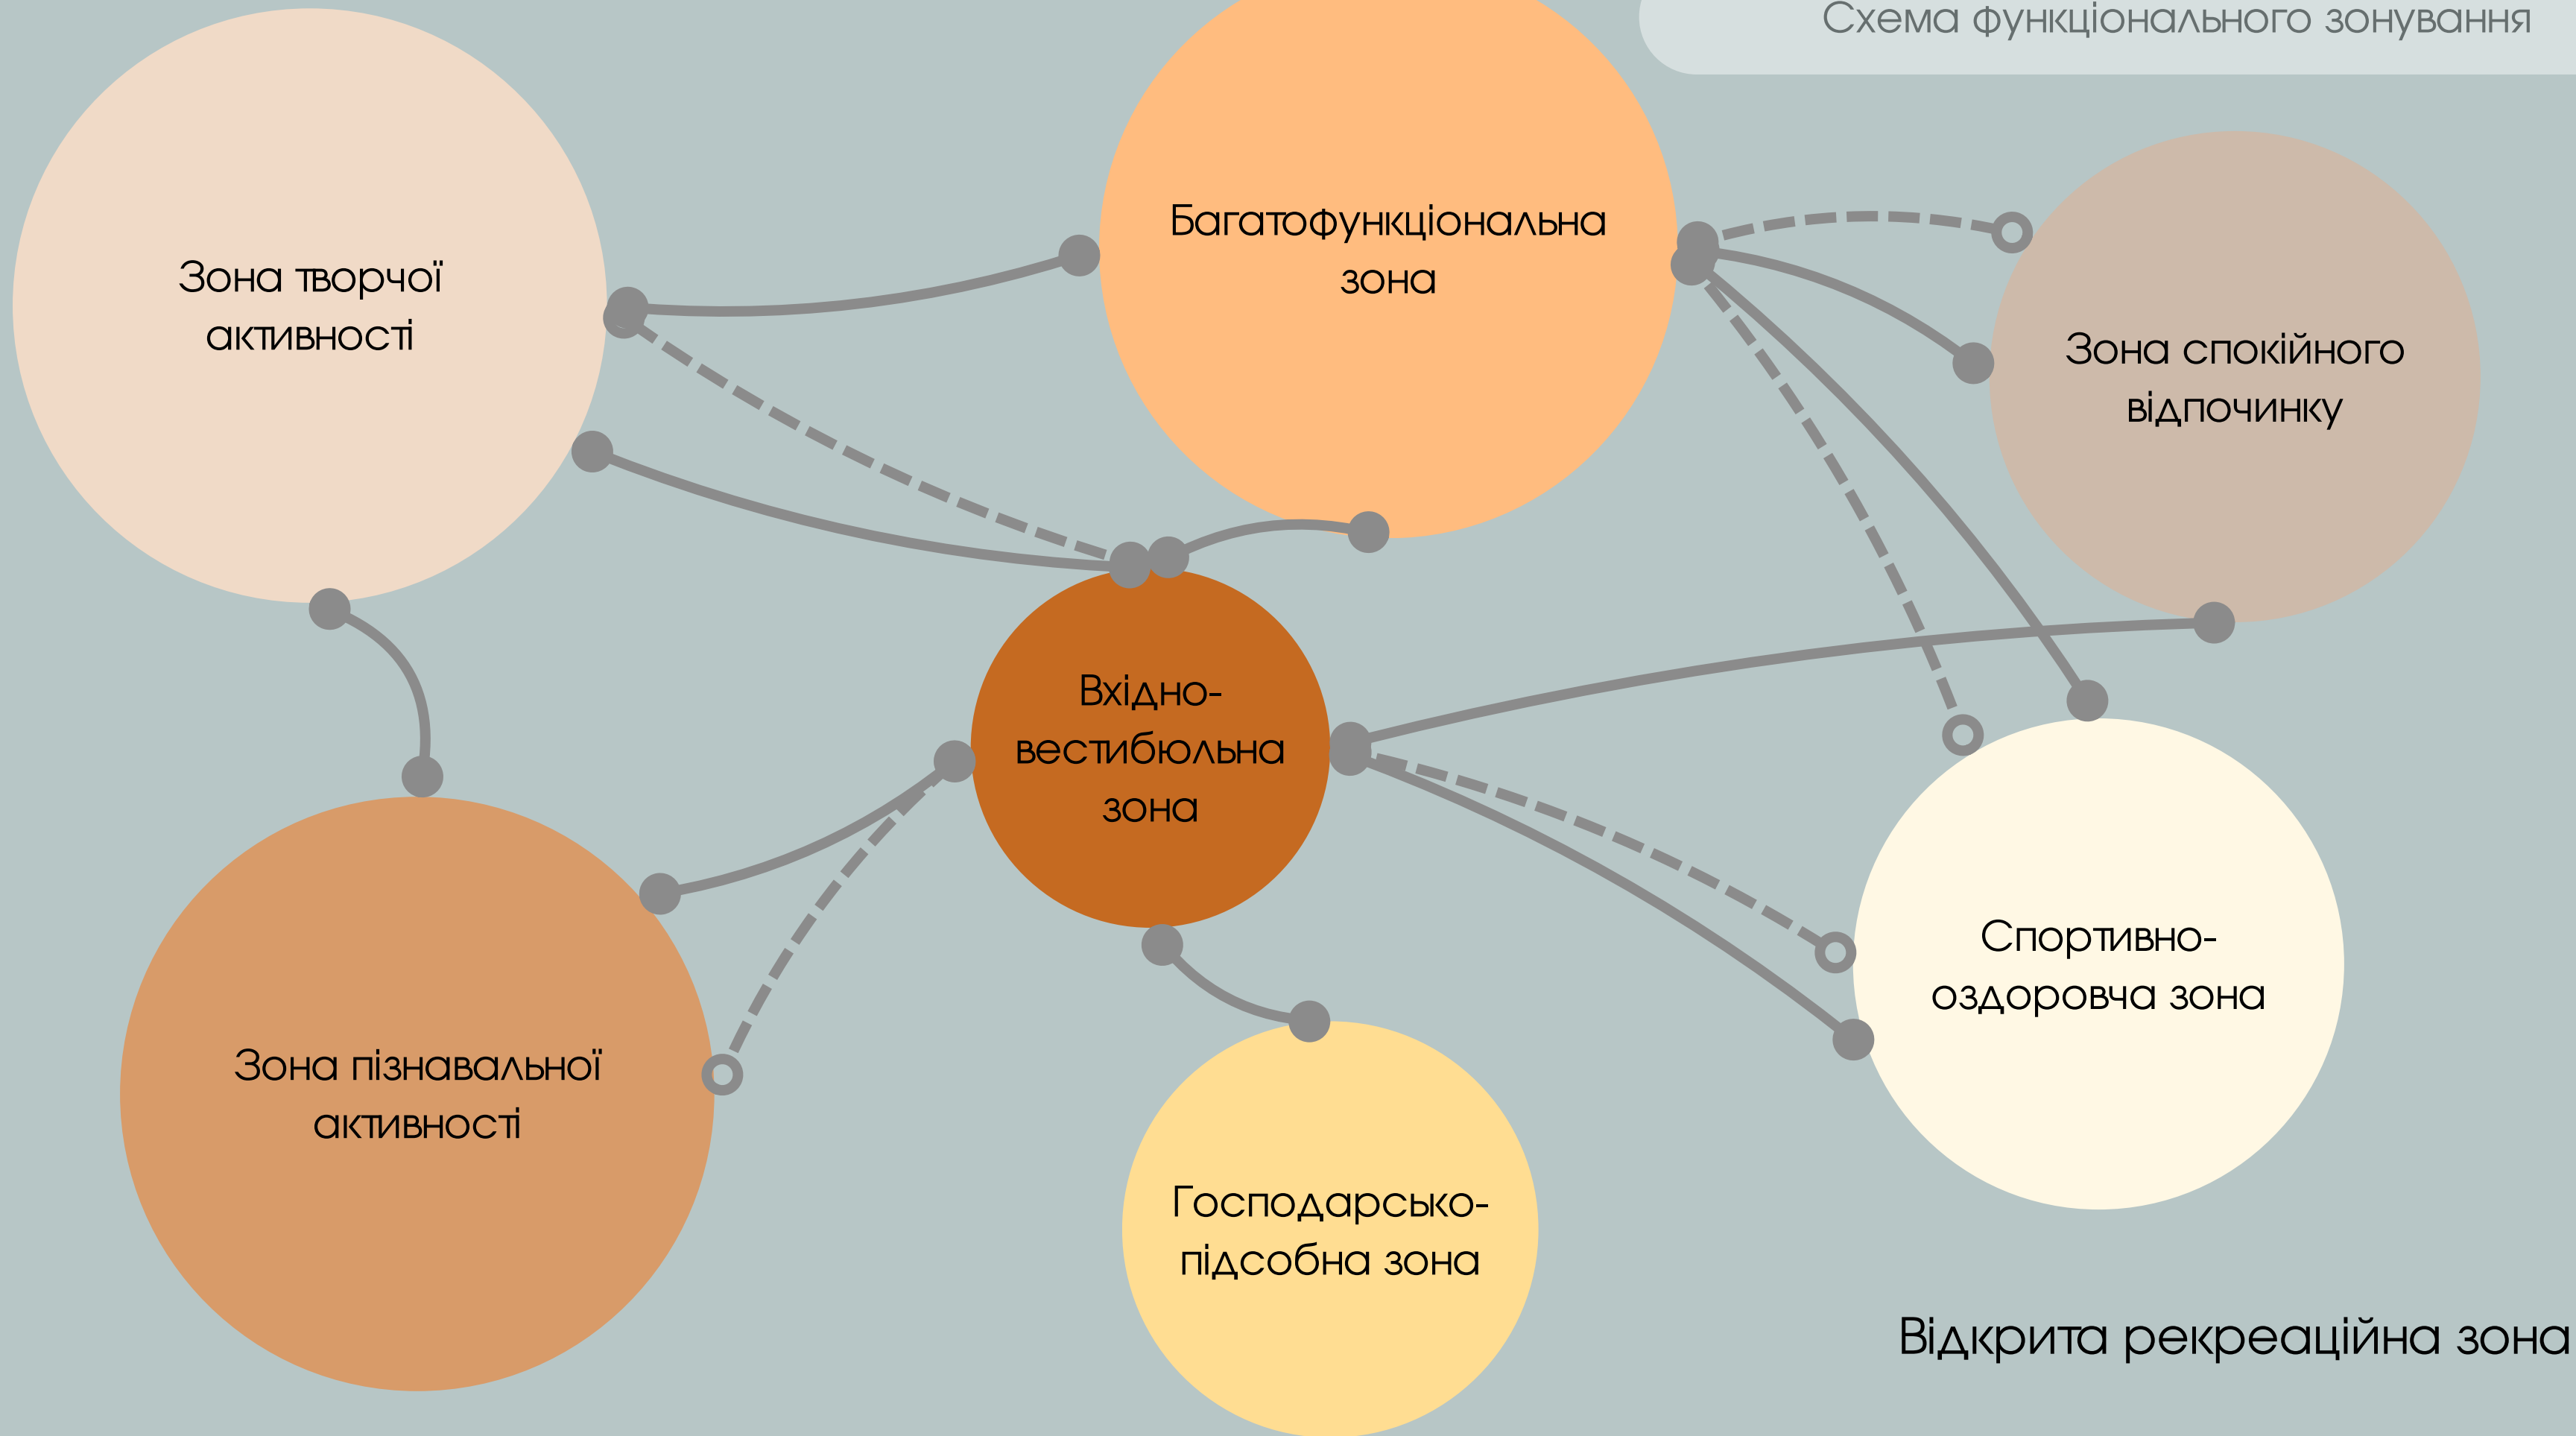 Схема функціонального зонування
Зона творчої
активності
Багатофункціональна
зона
Зона спокійного
відпочинку
Вхідно-
вестибюльна
зона
Спортивно-
оздоровча зона
Зона пізнавальної
активності
Господарсько-
підсобна зона
Відкрита рекреаційна зона